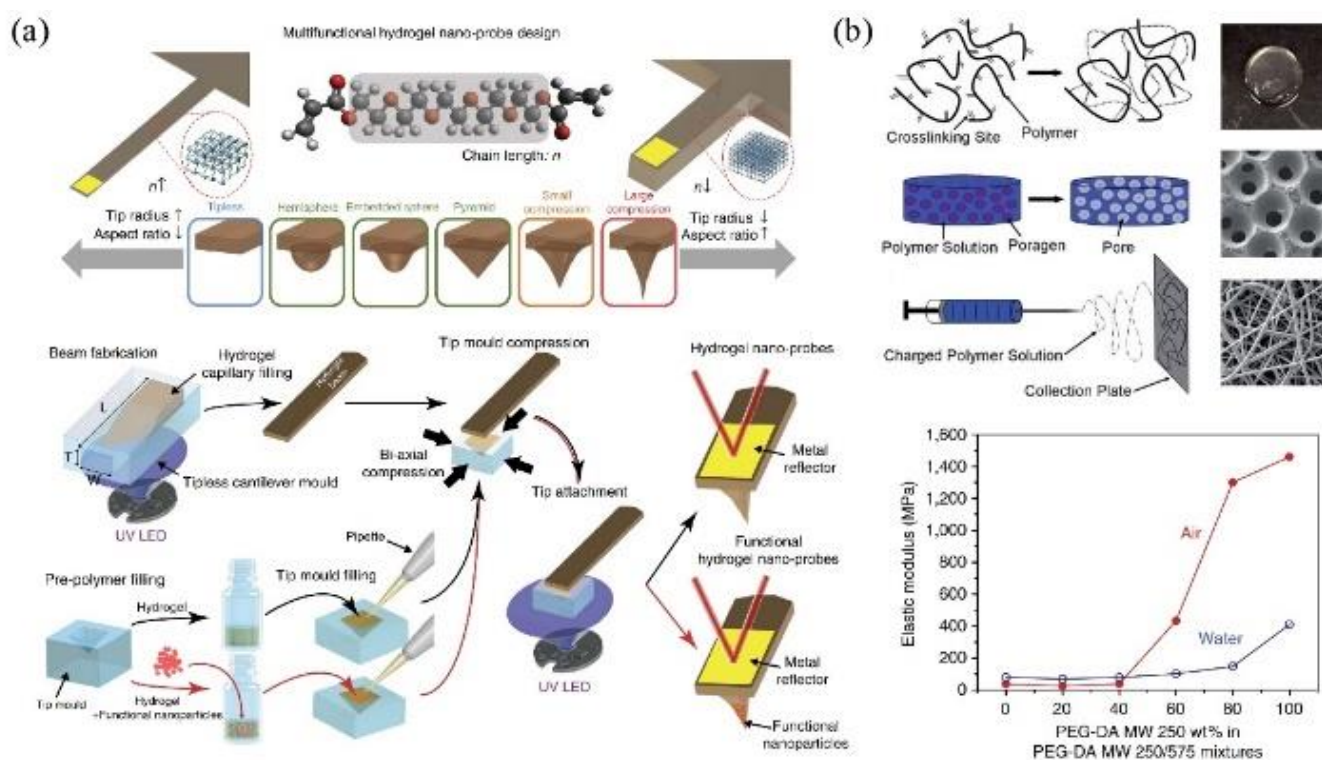 (a)
Multifunctional hydrogel nano-probe design
Chain length: n
n↑
n↓
Tip radius ↑
Aspect ratio ↓
Tipless
Hemisphere
Embedded sphere
Pyramid
Small
compression
Large
compression
Tip radius ↓
Aspect ratio ↑
Beam fabrication
Hydrogel
capillary filling
L
T
W
Tipless cantilever mould
UV LED
Hydrogel
beam
Tip mould compression
Bi-axial
compression
Tip attachment
UV LED
Pre-polymer filling
Hydrogel
Tip mould
Hydrogel
+Functional nanoparticles
Tip mould filling
Pipette
Hydrogel nano-probes
Metal
reflector
Functional
hydrogel nano-probes
Metal
reflector
Functional
nanoparticles
(b)
Crosslinking Site
Polymer
Polymer Solution
Poragen
Pore
Charged Polymer Solution
Collection Plate
Elastic modulus (MPa)
1,600
1,400
1,200
1,000
800
600
400
200
0
Air
Water
0 20 40 60 80 100
PEG-DA MW 250 wt% in
PEG-DA MW 250/575 mixtures